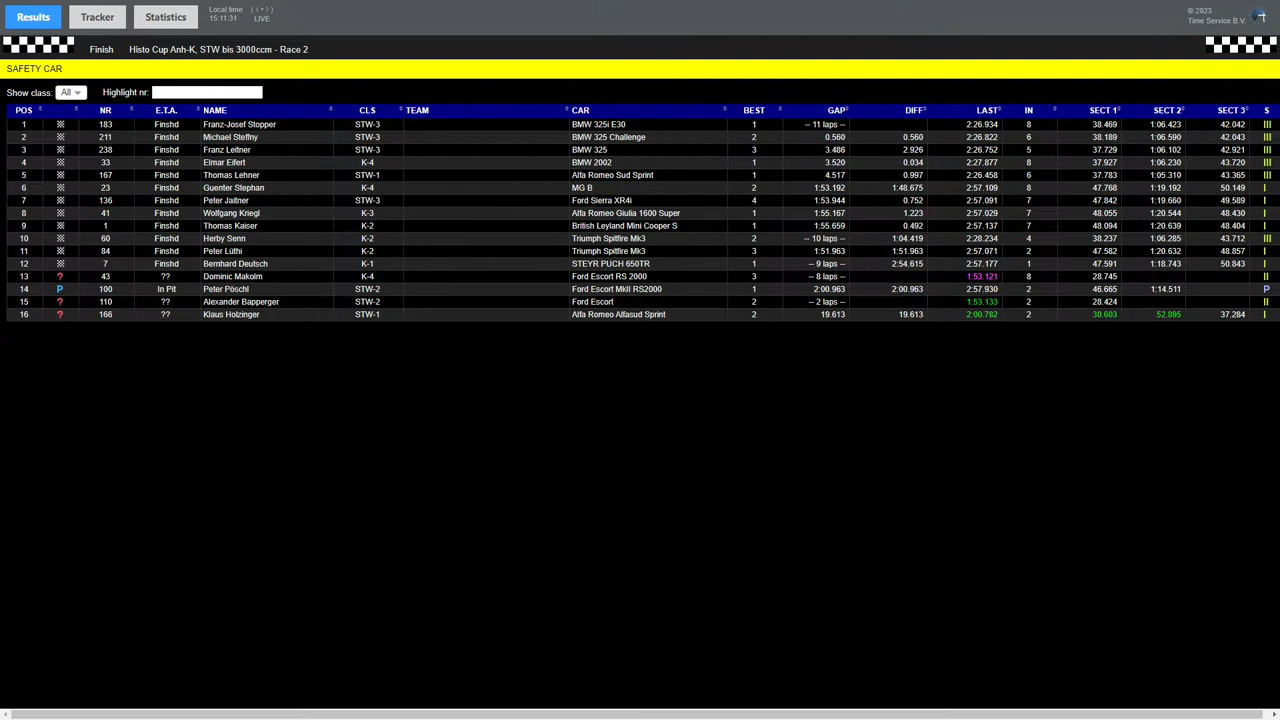 Results Tracker Statistics Local time 15:11:31 LIVE © 2023 Time Service B.V.
Finish Histo Cup Anh-K, STW bis 3000ccm - Race 2
SAFETY CAR
Show class: All Highlight nr:
POS NR E.T.A. NAME CLS TEAM CAR BEST GAP DIFF LAST IN SECT 1 SECT 2 SECT 3 S
1 183 Finshd Franz-Josef Stopper STW-3 BMW 325i E30 1 -- 11 laps -- 2:26.934 8 38.469 1:06.423 42.042 III
2 211 Finshd Michael Steffny STW-3 BMW 325 Challenge 2 0.560 0.560 2:26.822 6 38.189 1:06.590 42.043 III
3 238 Finshd Franz Leitner STW-3 BMW 325 3 3.486 2.926 2:26.752 5 37.729 1:06.102 42.921 III
4 33 Finshd Elmar Eifert K-4 BMW 2002 1 3.520 0.034 2:27.877 8 37.927 1:06.230 43.720 III
5 167 Finshd Thomas Lehner STW-1 Alfa Romeo Sud Sprint 1 4.517 0.997 2:26.458 6 37.783 1:05.310 43.365 III
6 23 Finshd Guenter Stephan K-4 MG B 2 1:53.192 1:48.675 2:57.109 8 47.768 1:19.192 50.149 I
7 136 Finshd Peter Jaitner STW-3 Ford Sierra XR4i 4 1:53.944 0.752 2:57.091 7 47.842 1:19.660 49.589 I
8 41 Finshd Wolfgang Kriegl K-3 Alfa Romeo Giulia 1600 Super 1 1:55.167 1.223 2:57.029 7 48.055 1:20.544 48.430 I
9 1 Finshd Thomas Kaiser K-2 British Leyland Mini Cooper S 1 1:55.659 0.492 2:57.137 7 48.094 1:20.639 48.404 I
10 60 Finshd Herby Senn K-2 Triumph Spitfire Mk3 2 -- 10 laps -- 1:04.419 2:28.234 4 38.237 1:06.285 43.712 III
11 84 Finshd Peter Lüthi K-2 Triumph Spitfire Mk3 3 1:51.963 1:51.963 2:57.071 2 47.582 1:20.632 48.857 I
12 7 Finshd Bernhard Deutsch K-1 STEYR PUCH 650TR 1 -- 9 laps -- 2:54.615 2:57.177 1 47.591 1:18.743 50.843 I
13 ? 43 ?? Dominic Makolm K-4 Ford Escort RS 2000 3 -- 8 laps -- 1:53.121 8 28.745 I
14 P 100 In Pit Peter Pöschl STW-2 Ford Escort MkII RS2000 1 2:00.963 2:00.963 2:57.930 2 46.665 1:14.511 P
15 ? 110 ?? Alexander Bapperger STW-2 Ford Escort 2 -- 2 laps -- 1:53.133 2 28.424 II
16 ? 166 ?? Klaus Holzinger STW-1 Alfa Romeo Alfasud Sprint 2 19.613 19.613 2:00.782 2 30.603 52.895 37.284 I